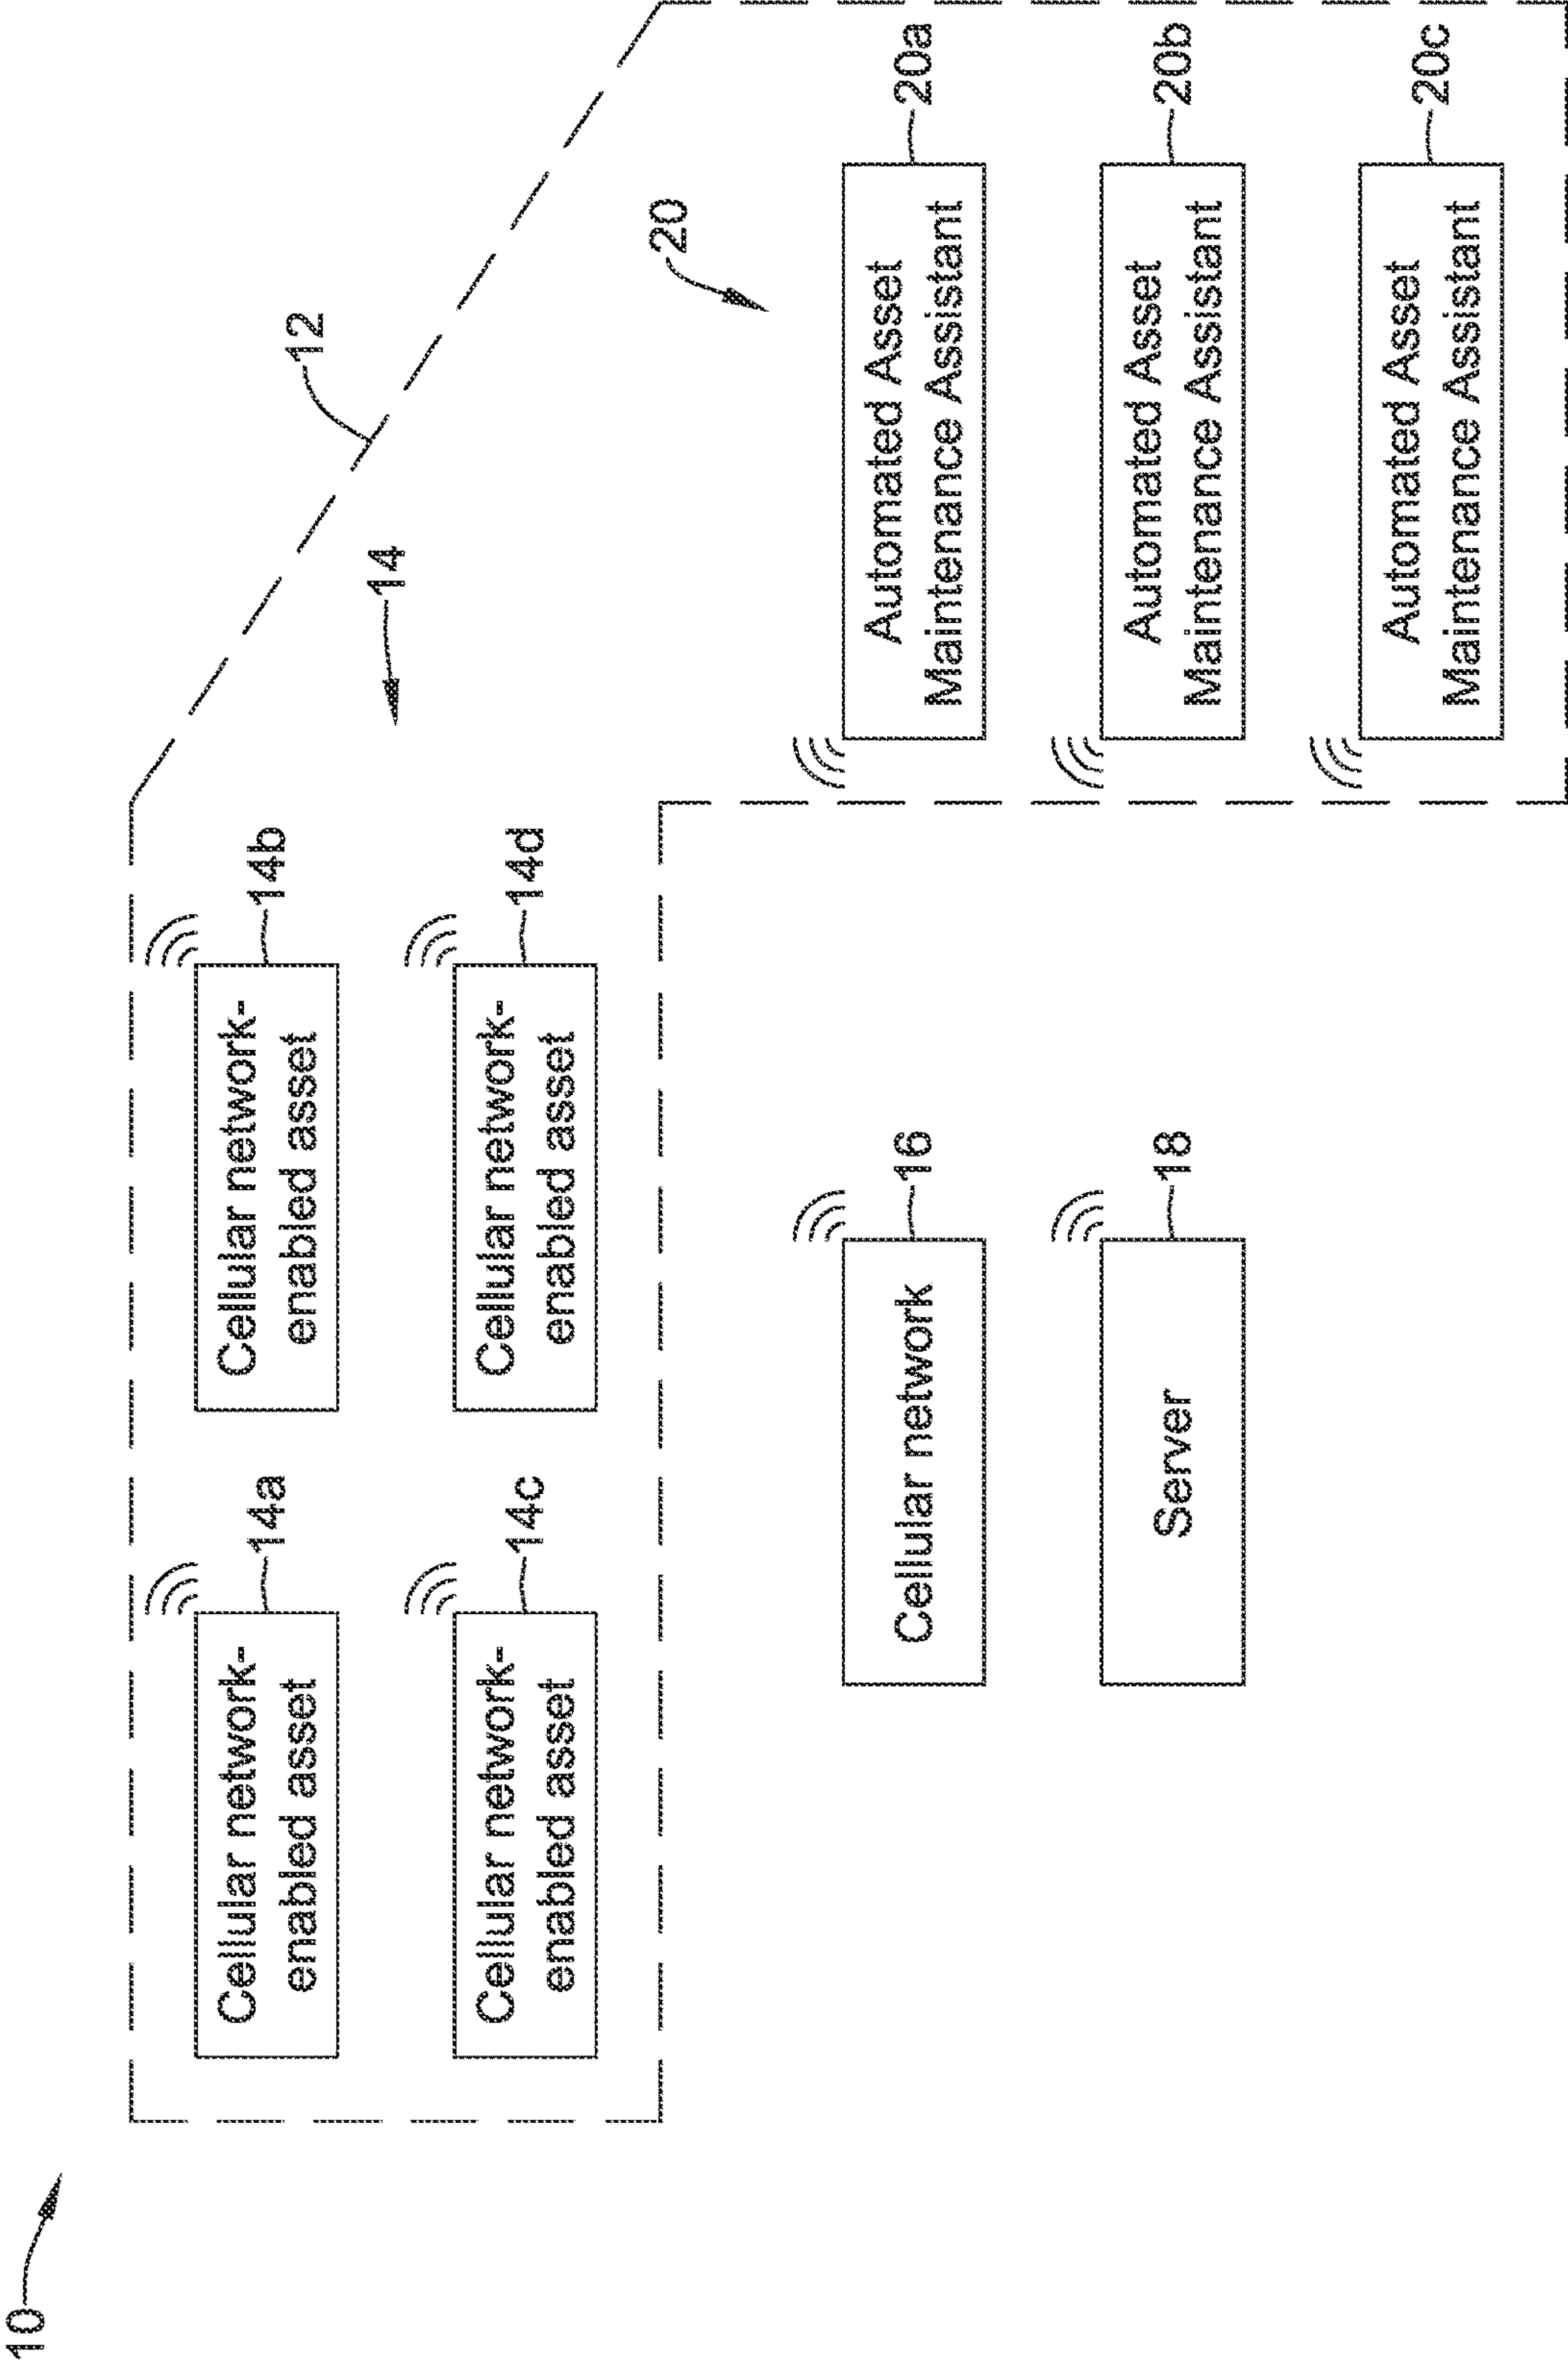 10
12
14
Cellular network-
enabled asset
14a
Cellular network-
enabled asset
14b
Cellular network-
enabled asset
14c
Cellular network-
enabled asset
14d
20
Cellular network
16
Server
18
Automated Asset
Maintenance Assistant
20a
Automated Asset
Maintenance Assistant
20b
Automated Asset
Maintenance Assistant
20c